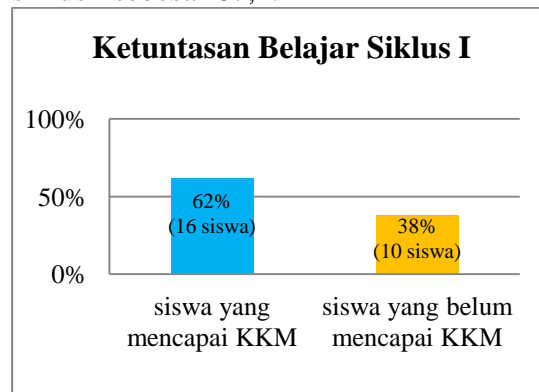 Ketuntasan Belajar Siklus I
100%
50%
0%
62%
(16 siswa)
38%
(10 siswa)
siswa yang
mencapai KKM
siswa yang belum
mencapai KKM